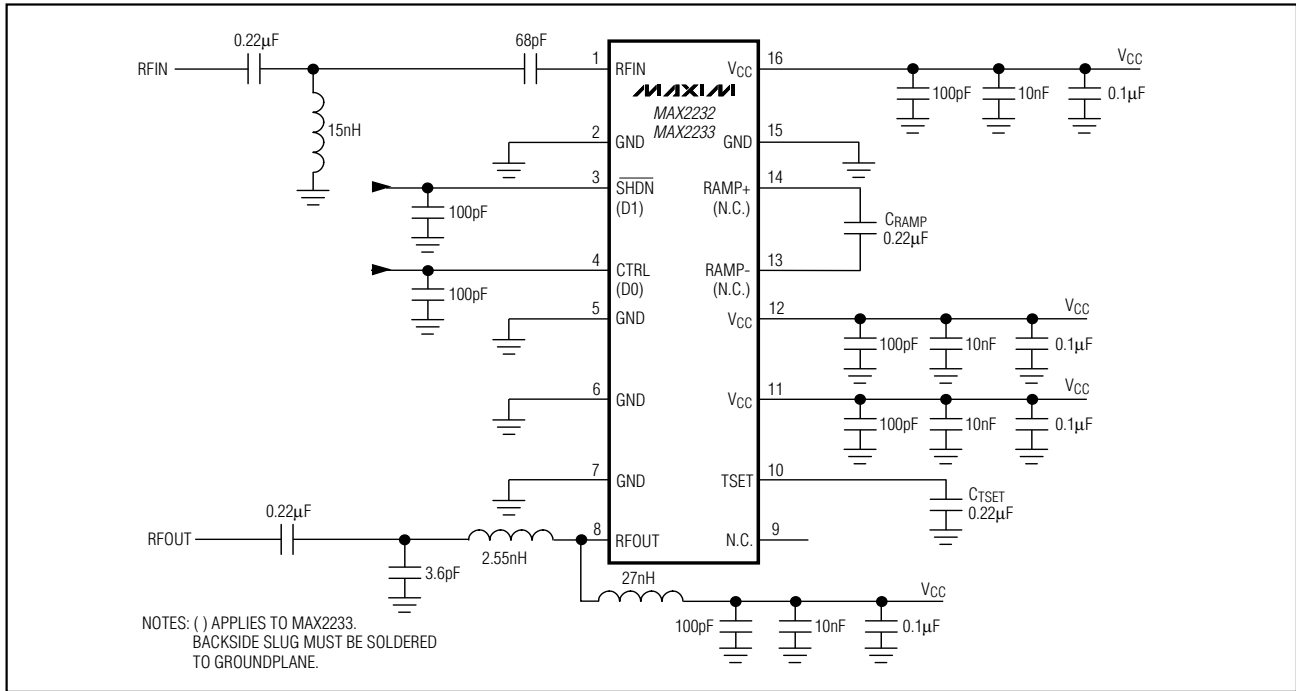 0.22µF
68pF
RFIN
1
RFIN
VCC
16
VCC
MAXIM
MAX2232
MAX2233
15nH
100pF
10nF
0.1µF
2
GND
GND
15
3
SHDN
(D1)
RAMP+
(N.C.)
14
100pF
CRAMP
0.22µF
4
CTRL
(D0)
RAMP-
(N.C.)
13
100pF
5
GND
VCC
12
VCC
100pF
10nF
0.1µF
6
GND
VCC
11
VCC
100pF
10nF
0.1µF
7
GND
TSET
10
CTSET
0.22µF
0.22µF
RFOUT
2.55nH
8
RFOUT
N.C.
9
3.6pF
27nH
VCC
100pF
10nF
0.1µF
NOTES: ( ) APPLIES TO MAX2233.
BACKSIDE SLUG MUST BE SOLDERED
TO GROUNDPLANE.